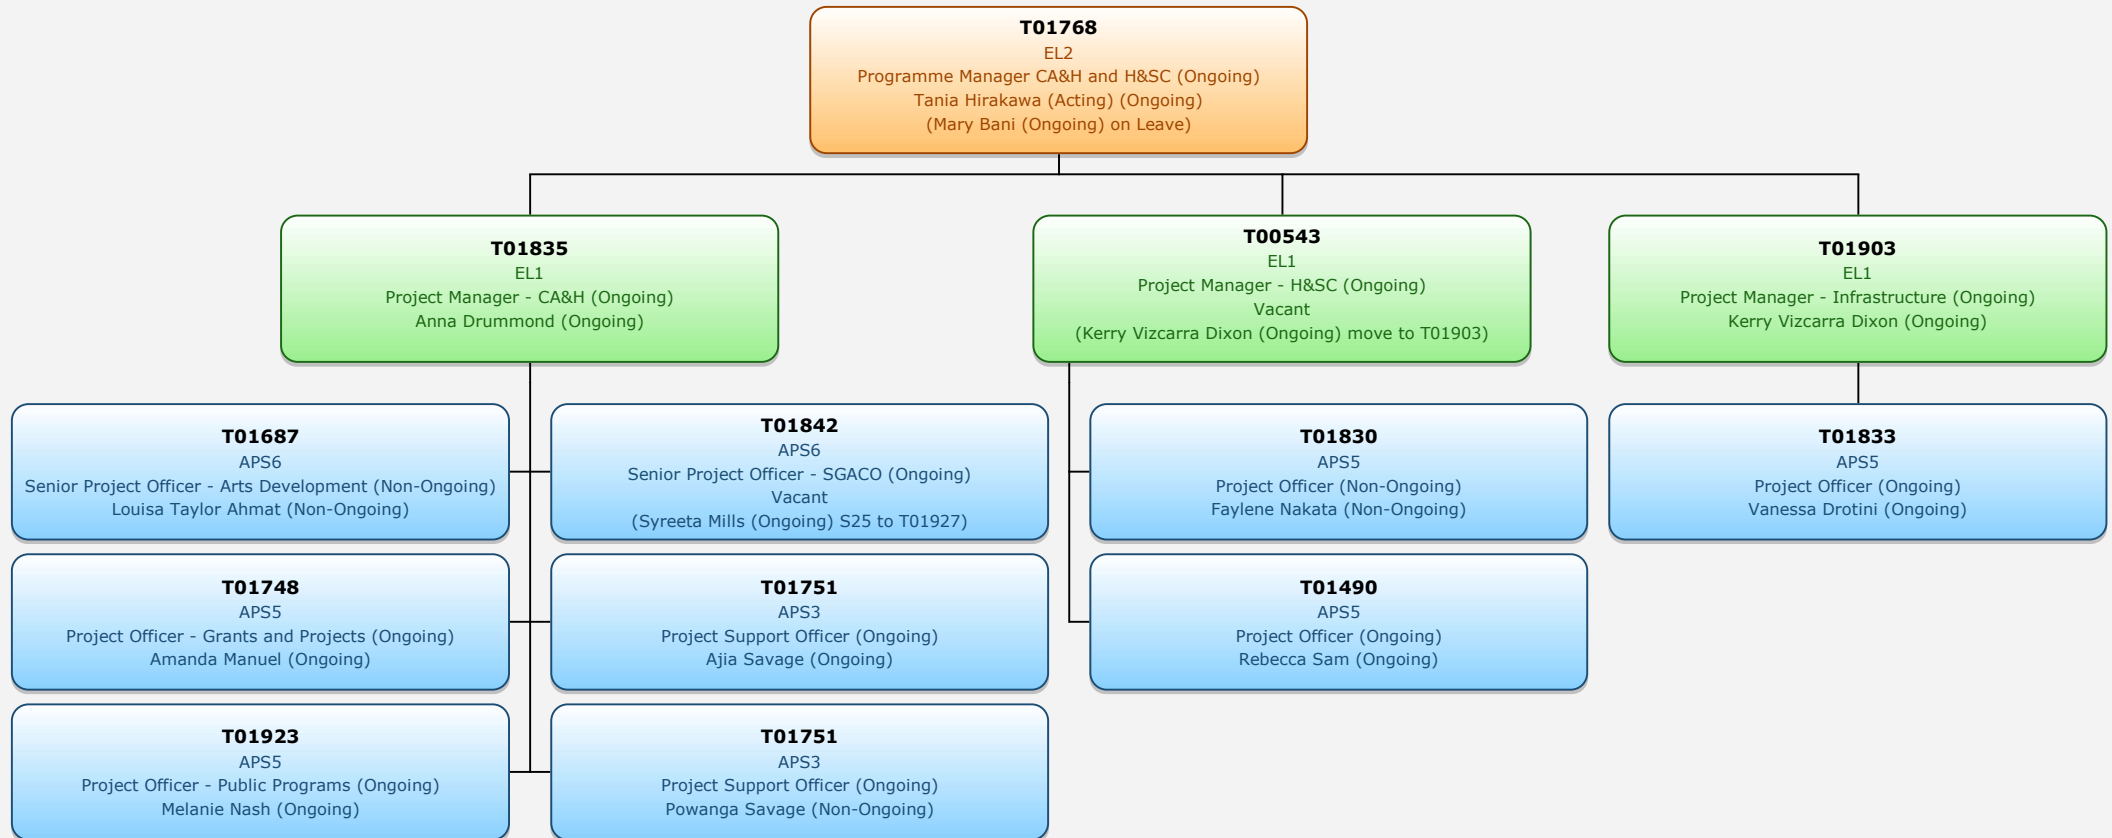 T01768
EL2
Programme Manager CA&H and H&SC (Ongoing)
Tania Hirakawa (Acting) (Ongoing)
(Mary Bani (Ongoing) on Leave)
T01835
EL1
Project Manager - CA&H (Ongoing)
Anna Drummond (Ongoing)
T00543
EL1
Project Manager - H&SC (Ongoing)
Vacant
(Kerry Vizcarra Dixon (Ongoing) move to T01903)
T01903
EL1
Project Manager - Infrastructure (Ongoing)
Kerry Vizcarra Dixon (Ongoing)
T01687
APS6
Senior Project Officer - Arts Development (Non-Ongoing)
Louisa Taylor Ahmat (Non-Ongoing)
T01842
APS6
Senior Project Officer - SGACO (Ongoing)
Vacant
(Syreeta Mills (Ongoing) S25 to T01927)
T01830
APS5
Project Officer (Non-Ongoing)
Faylene Nakata (Non-Ongoing)
T01833
APS5
Project Officer (Ongoing)
Vanessa Drotini (Ongoing)
T01748
APS5
Project Officer - Grants and Projects (Ongoing)
Amanda Manuel (Ongoing)
T01751
APS3
Project Support Officer (Ongoing)
Ajia Savage (Ongoing)
T01490
APS5
Project Officer (Ongoing)
Rebecca Sam (Ongoing)
T01923
APS5
Project Officer - Public Programs (Ongoing)
Melanie Nash (Ongoing)
T01751
APS3
Project Support Officer (Ongoing)
Powanga Savage (Non-Ongoing)